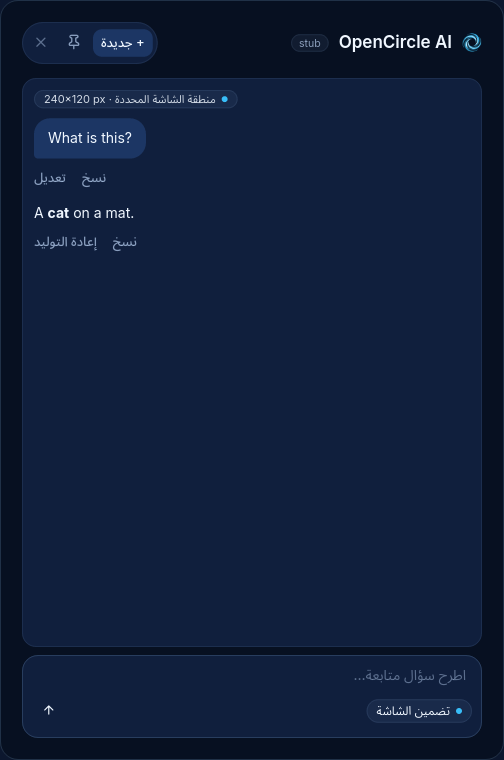 OpenCircle AI stub + جديدة
منطقة الشاشة المحددة · 240×120 px
What is this?
نسخ تعديل
A cat on a mat.
نسخ إعادة التوليد
اطرح سؤال متابعة...
تضمين الشاشة